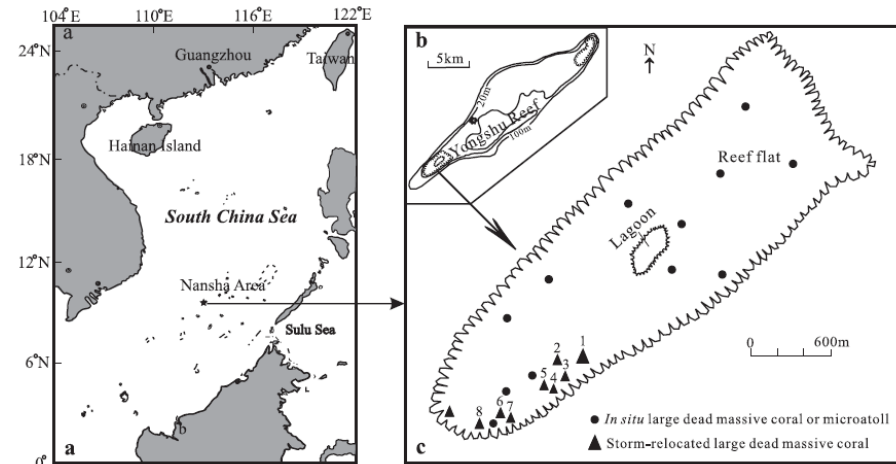 104°E
110°E
116°E
122°E
a
24°N
18°N
12°N
6°N
0°
Guangzhou
Taiwan
Hainan Island
South China Sea
Nansha Area
Sulu Sea
b
a
b
5km
20m
Yongshu Reef
100m
N
Reef flat
Lagoon
0
600m
1
2
3
5
4
6
7
8
In situ large dead massive coral or microatoll
Storm-relocated large dead massive coral
c